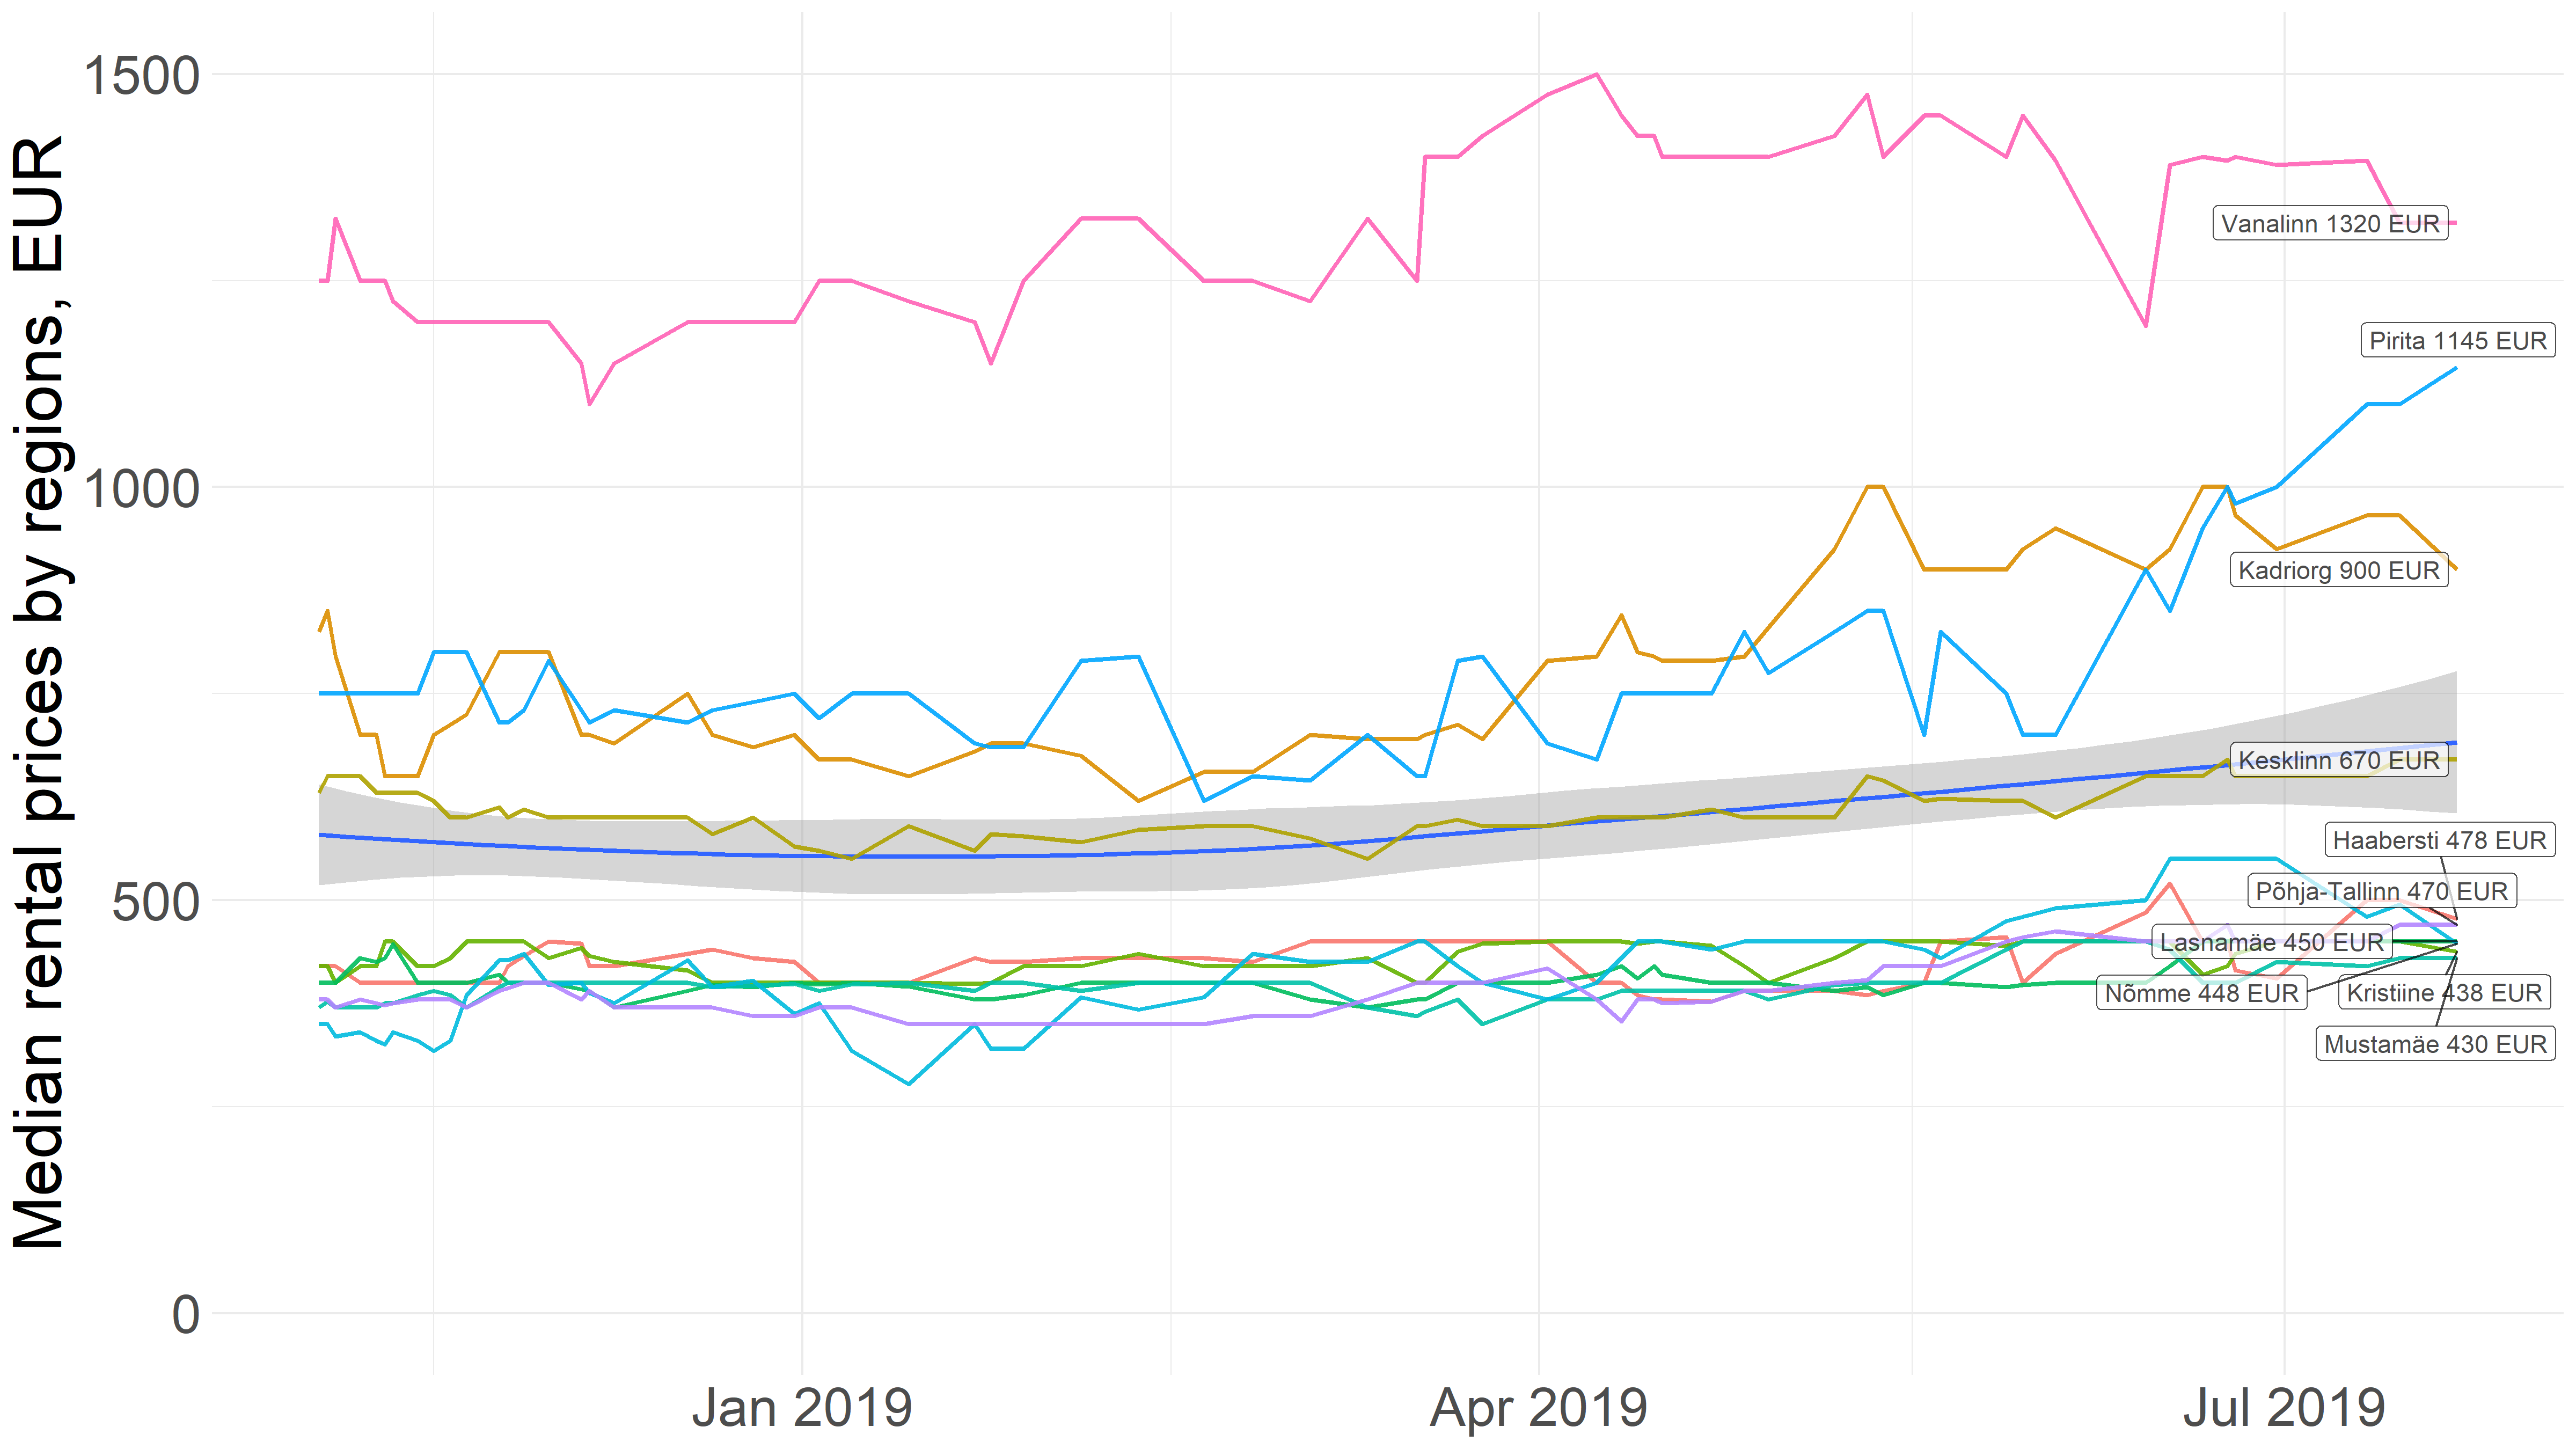 Median rental prices by regions, EUR
1500
1000
500
0
Vanalinn 1320 EUR
Pirita 1145 EUR
Kadriorg 900 EUR
Kesklinn 670 EUR
Haabersti 478 EUR
Põhja-Tallinn 470 EUR
Lasnamäe 450 EUR
Nõmme 448 EUR
Kristiine 438 EUR
Mustamäe 430 EUR
Jan 2019
Apr 2019
Jul 2019